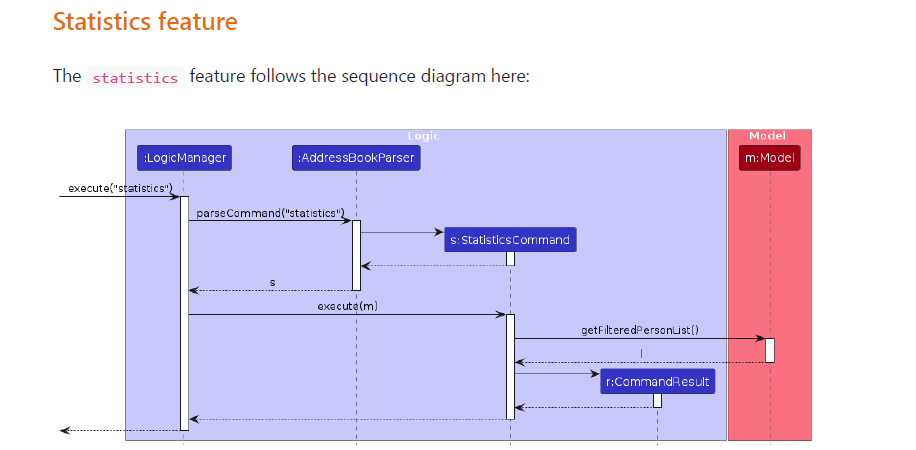 Statistics feature
The statistics feature follows the sequence diagram here:
Logic
Model
:LogicManager
:AddressBookParser
m:Model
execute("statistics")
parseCommand("statistics")
s:StatisticsCommand
s
execute(m)
getFilteredPersonList()
l
r:CommandResult